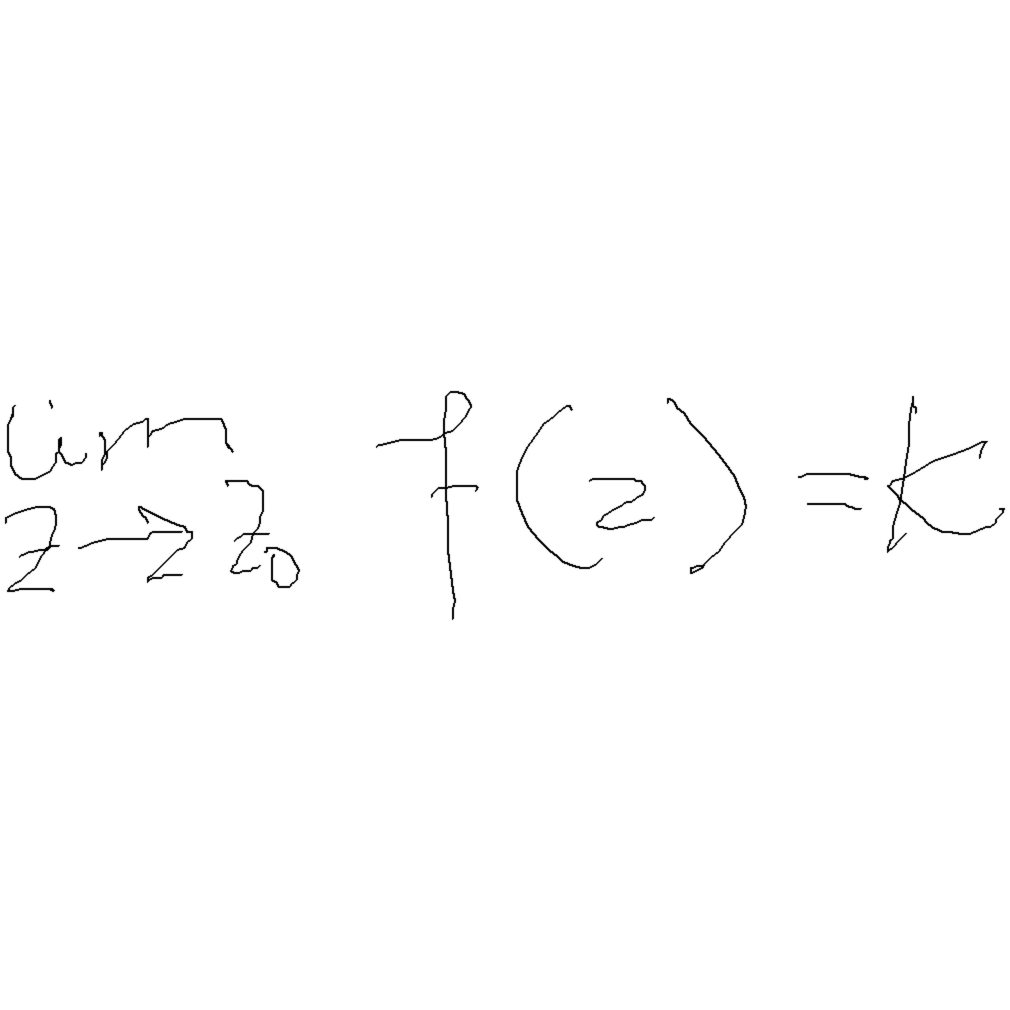 lim f(z) = K
z→z₀